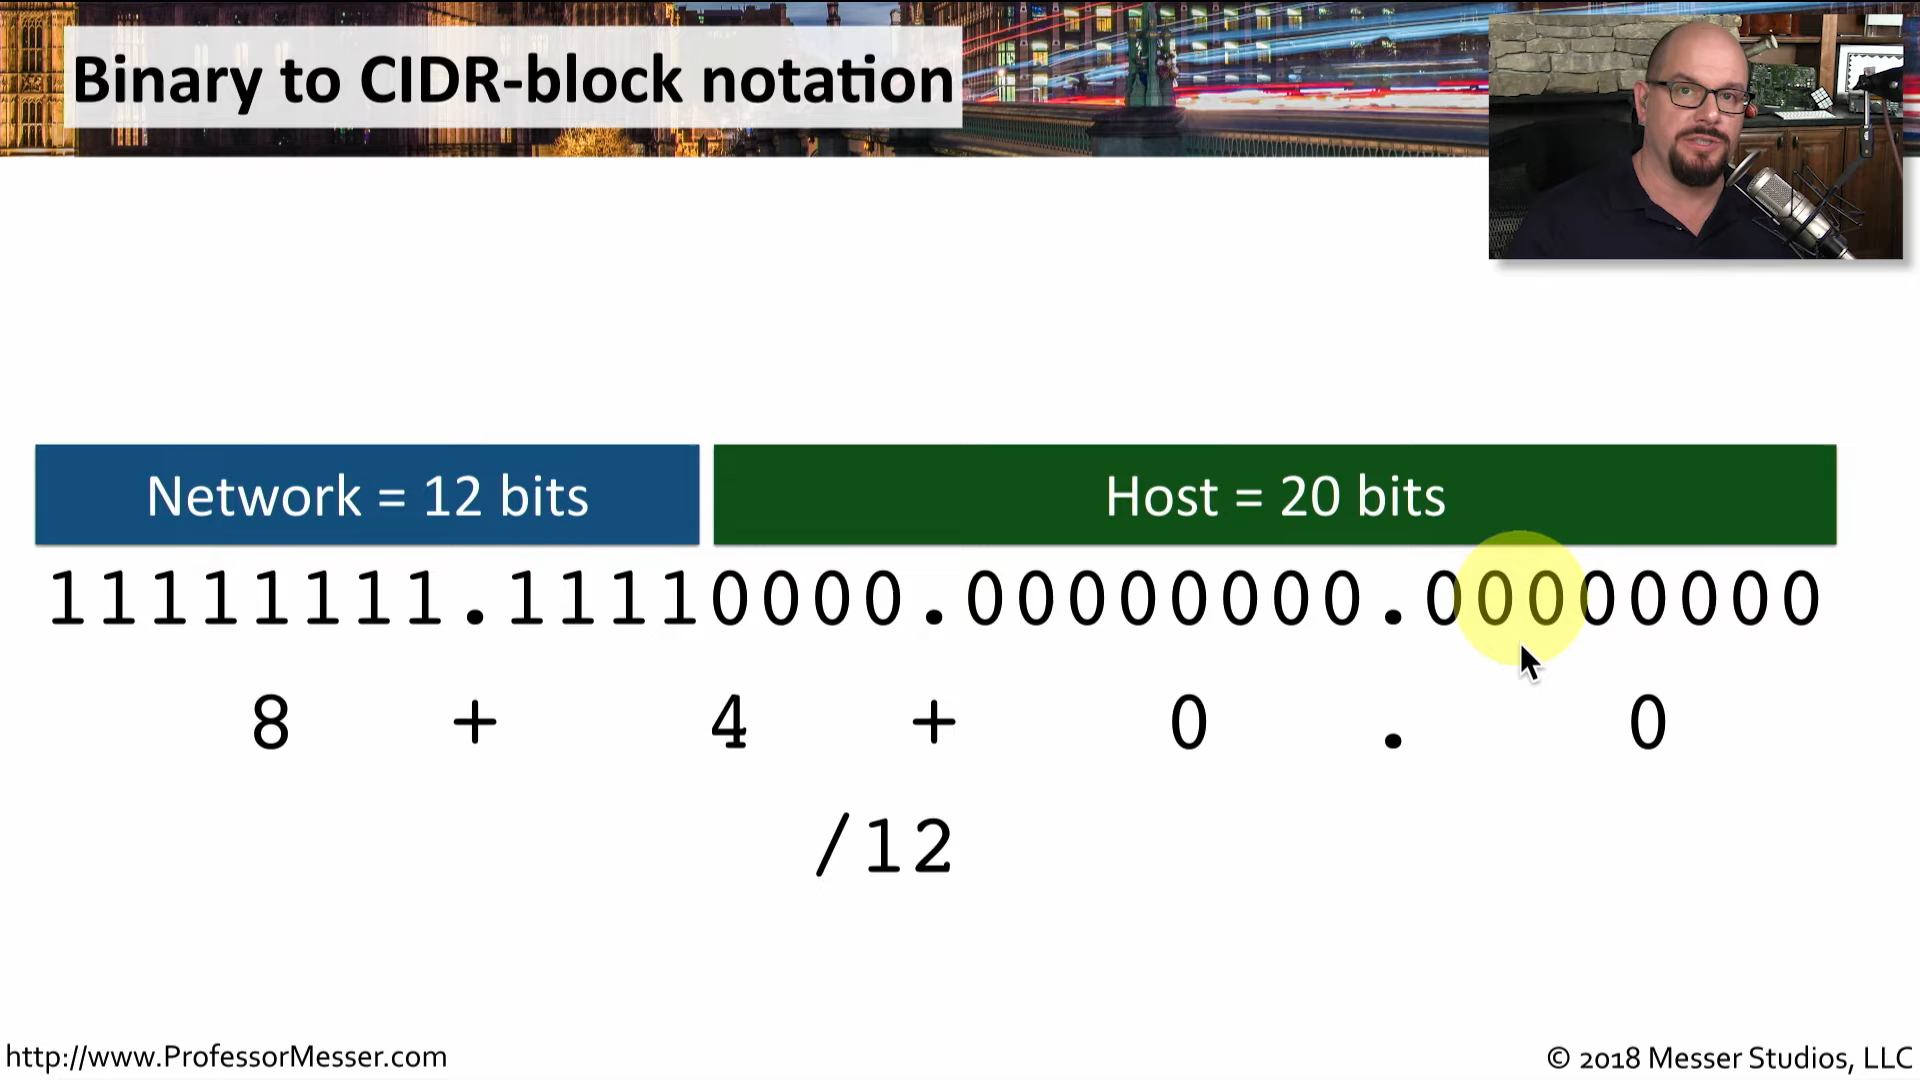 Binary to CIDR-block notation
Network = 12 bits Host = 20 bits
11111111.11110000.00000000.00000000
8 + 4 + 0 . 0
/12
http://www.ProfessorMesser.com © 2018 Messer Studios, LLC